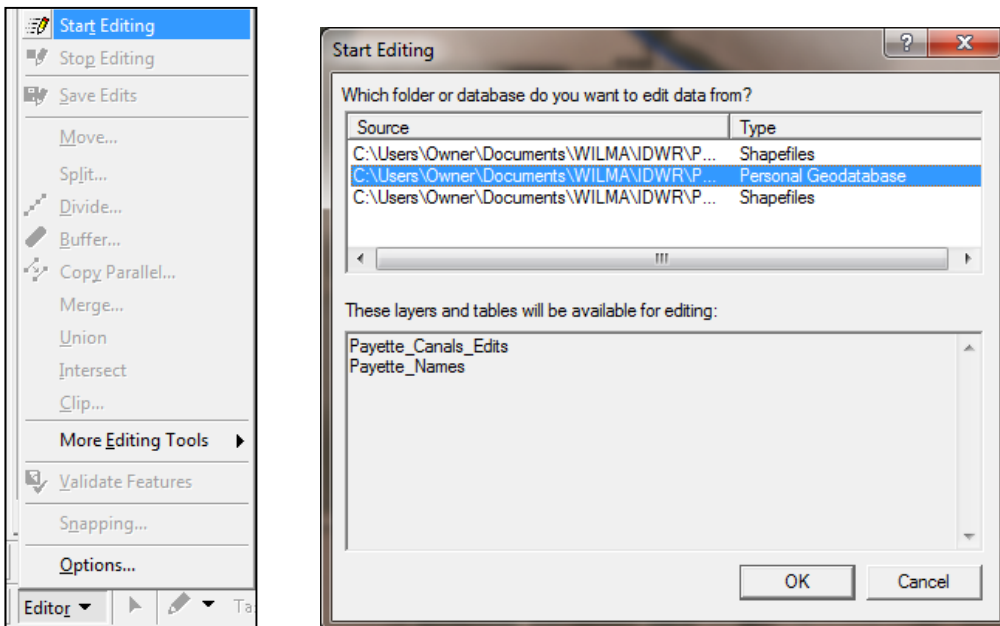 Start Editing
Stop Editing
Save Edits
Move...
Split...
Divide...
Buffer...
Copy Parallel...
Merge...
Union
Intersect
Clip...
More Editing Tools
Validate Features
Snapping...
Options...
Editor
Ta
Start Editing
Which folder or database do you want to edit data from?
Source Type
C:\Users\Owner\Documents\WILMA\IDWR\P... Shapefiles
C:\Users\Owner\Documents\WILMA\IDWR\P... Personal Geodatabase
C:\Users\Owner\Documents\WILMA\IDWR\P... Shapefiles
These layers and tables will be available for editing:
Payette_Canals_Edits
Payette_Names
OK Cancel